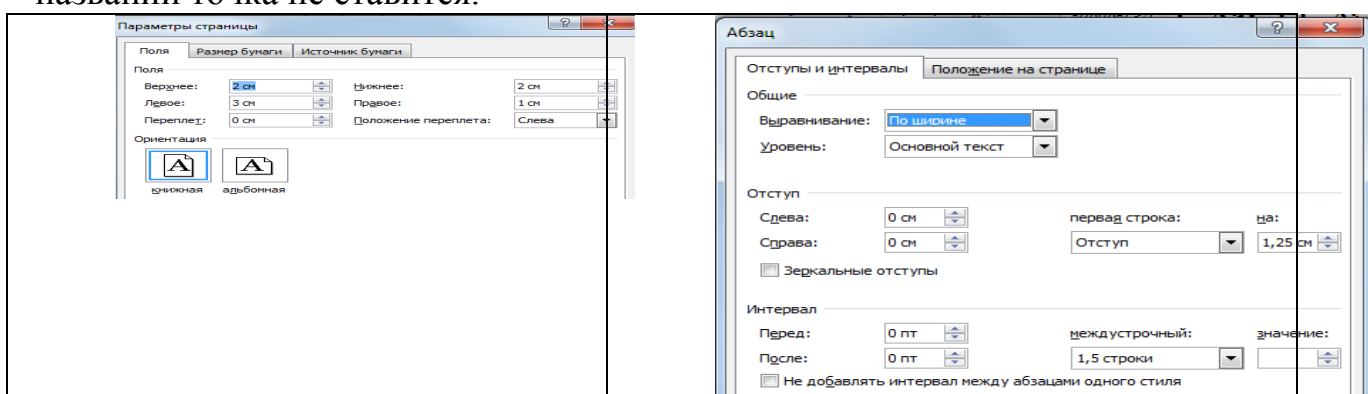 названий точка не ставится.
Параметры страницы
Поля Размер бумаги Источник бумаги
Поля
Верхнее: 2 см Нижнее: 2 см
Левое: 3 см Правое: 1 см
Переплет: 0 см Положение переплета: Слева
Ориентация
книжная альбомная
Абзац
Отступы и интервалы Положение на странице
Общие
Выравнивание: По ширине
Уровень: Основной текст
Отступ
Слева: 0 см первая строка: на:
Справа: 0 см Отступ 1,25 см
Зеркальные отступы
Интервал
Перед: 0 пт междустрочный: значение:
После: 0 пт 1,5 строки
Не добавлять интервал между абзацами одного стиля